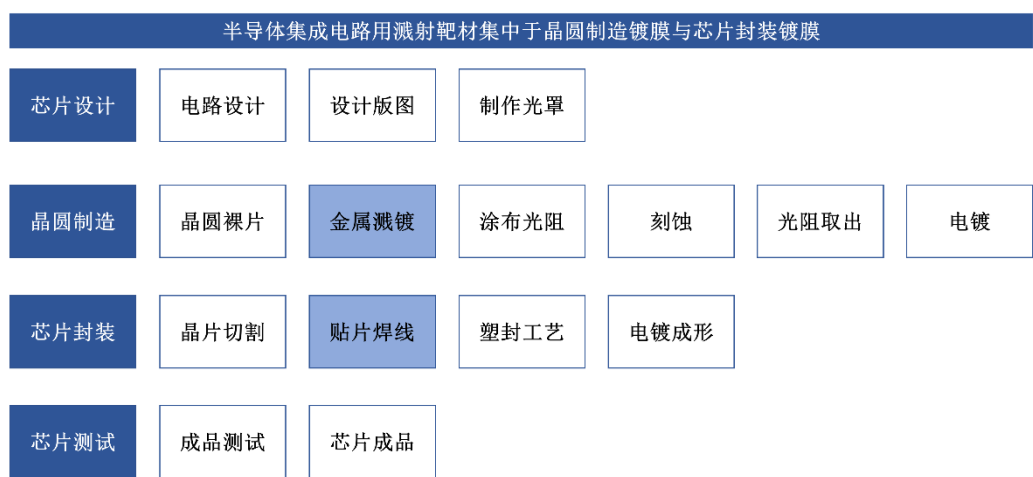 半导体集成电路用溅射靶材集中于晶圆制造镀膜与芯片封装镀膜
芯片设计 电路设计 设计版图 制作光罩
晶圆制造 晶圆裸片 金属溅镀 涂布光阻 刻蚀 光阻取出 电镀
芯片封装 晶片切割 贴片焊线 塑封工艺 电镀成形
芯片测试 成品测试 芯片成品